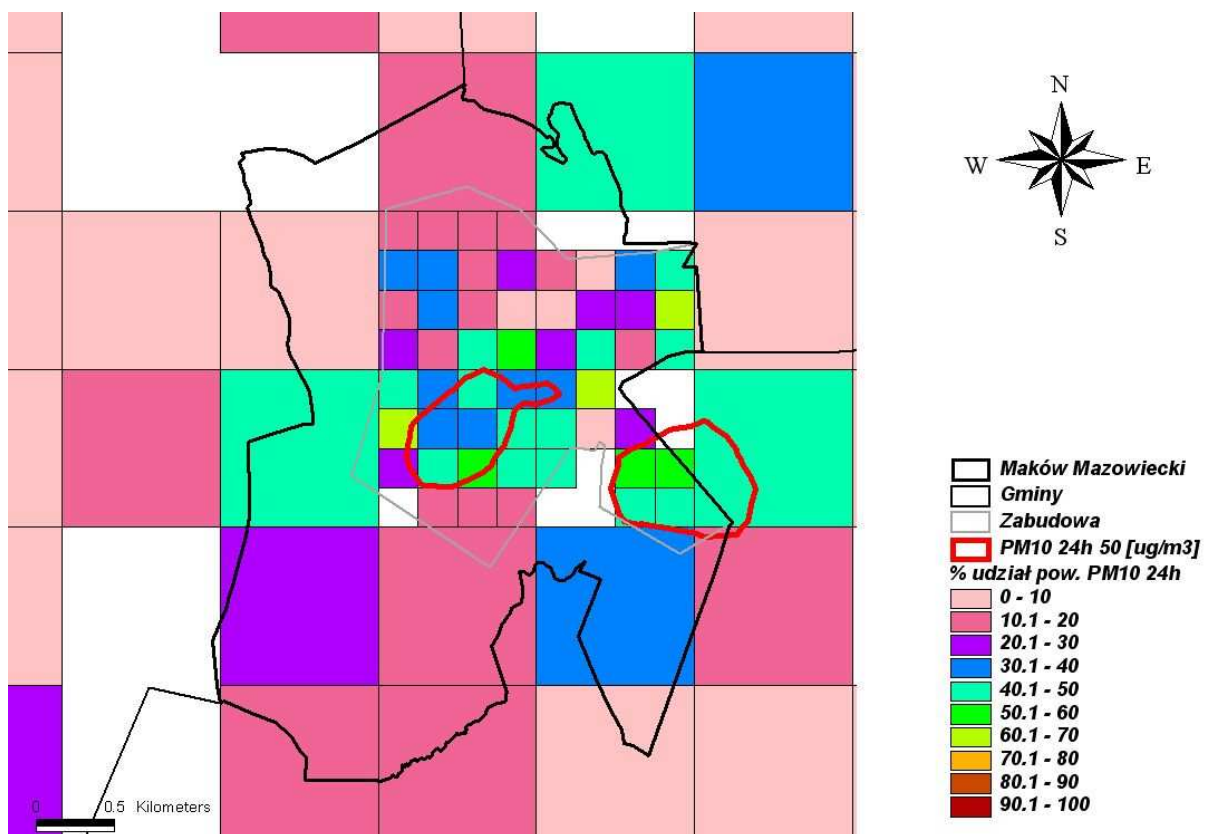 N
W E
S
Maków Mazowiecki
Gminy
Zabudowa
PM10 24h 50 [ug/m3]
% udział pow. PM10 24h
0 - 10
10.1 - 20
20.1 - 30
30.1 - 40
40.1 - 50
50.1 - 60
60.1 - 70
70.1 - 80
80.1 - 90
90.1 - 100
0 0.5 Kilometers